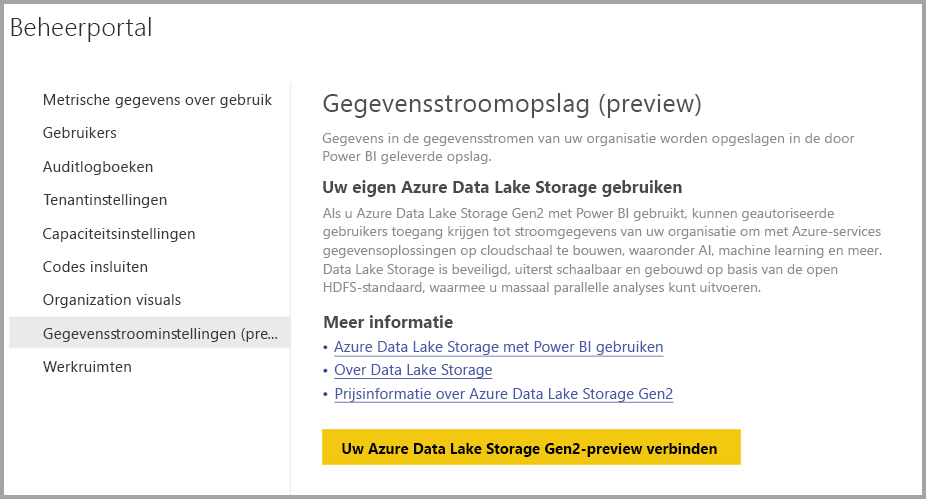 Beheerportal
Metrische gegevens over gebruik
Gebruikers
Auditlogboeken
Tenantinstellingen
Capaciteitsinstellingen
Codes insluiten
Organization visuals
Gegevensstroominstellingen (pre...
Werkruimten
Gegevensstroomopslag (preview)
Gegevens in de gegevensstromen van uw organisatie worden opgeslagen in de door
Power BI geleverde opslag.
Uw eigen Azure Data Lake Storage gebruiken
Als u Azure Data Lake Storage Gen2 met Power BI gebruikt, kunnen geautoriseerde
gebruikers toegang krijgen tot stroomgegevens van uw organisatie om met Azure-services
gegevensoplossingen op cloudschaal te bouwen, waaronder AI, machine learning en meer.
Data Lake Storage is beveiligd, uiterst schaalbaar en gebouwd op basis van de open
HDFS-standaard, waarmee u massaal parallelle analyses kunt uitvoeren.
Meer informatie
• Azure Data Lake Storage met Power BI gebruiken
• Over Data Lake Storage
• Prijsinformatie over Azure Data Lake Storage Gen2
Uw Azure Data Lake Storage Gen2-preview verbinden